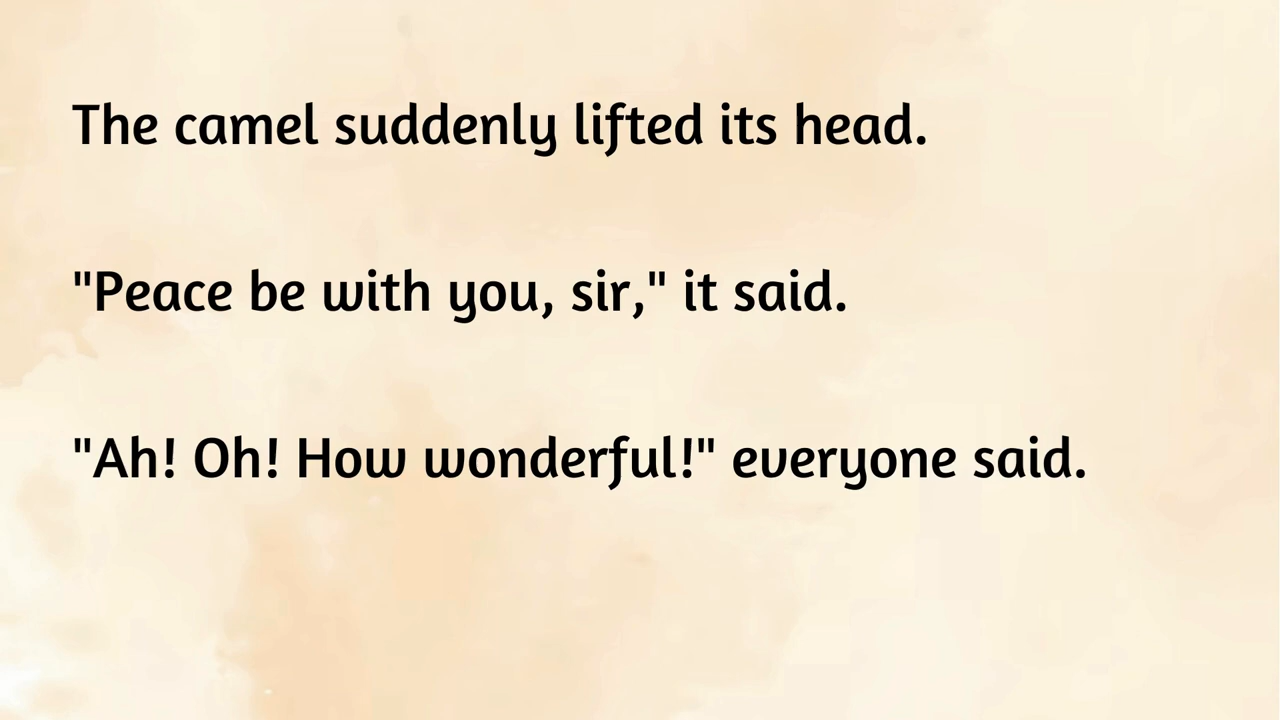 The camel suddenly lifted its head.
"Peace be with you, sir," it said.
"Ah! Oh! How wonderful!" everyone said.